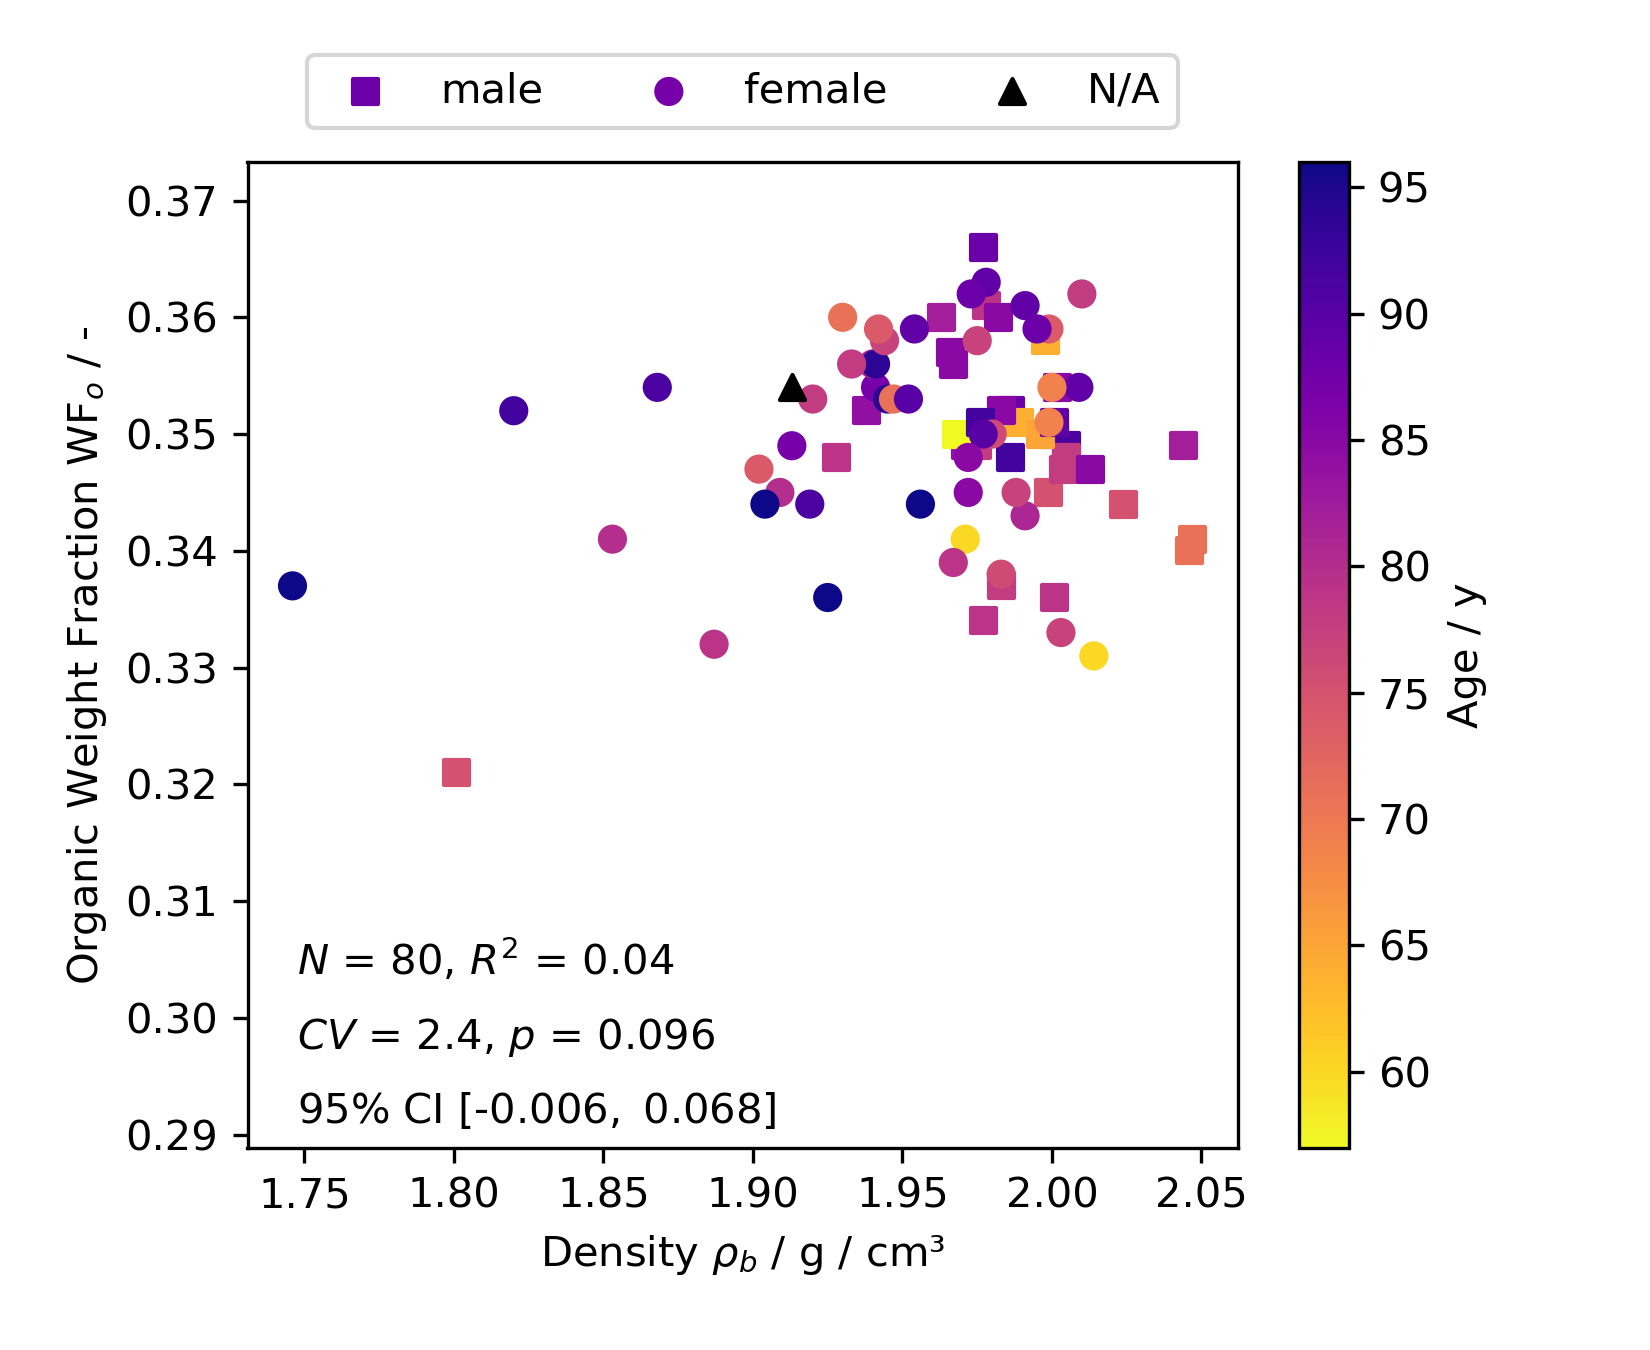 male female N/A
0.37
0.36
0.35
0.34
0.33
0.32
0.31
0.30
0.29
Organic Weight Fraction WFₒ / -
N = 80, R² = 0.04
CV = 2.4, p = 0.096
95% CI [-0.006, 0.068]
1.75 1.80 1.85 1.90 1.95 2.00 2.05
Density ρ_b / g / cm³
95
90
85
80
75
70
65
60
Age / y